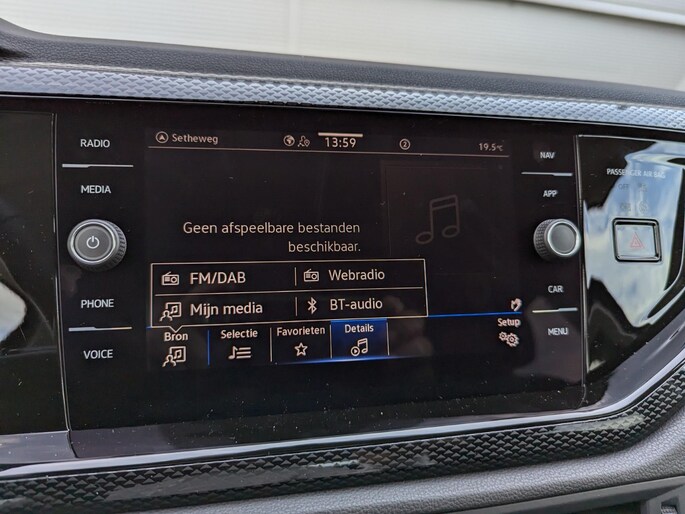 RADIO
MEDIA
PHONE
VOICE
Setheweg
13:59
2
19.5°C
Geen afspeelbare bestanden
beschikbaar.
FM/DAB
Webradio
Mijn media
BT-audio
Bron
Selectie
Favorieten
Details
Setup
NAV
APP
CAR
MENU
PASSENGER AIR BAG